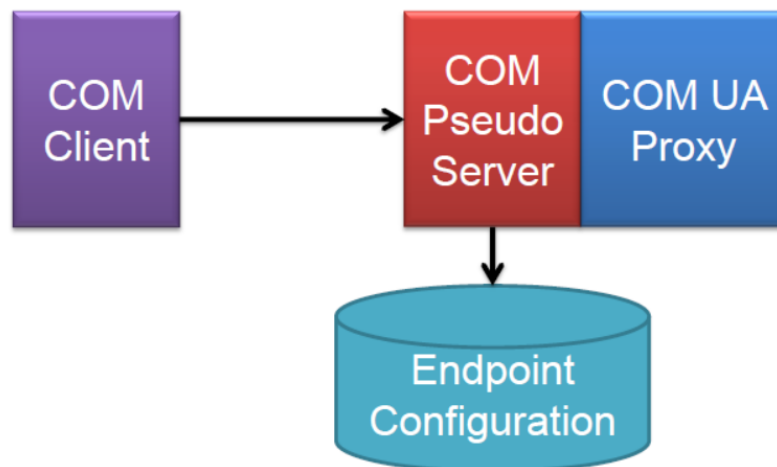 COM
Client
COM
Pseudo
Server
COM UA
Proxy
Endpoint
Configuration